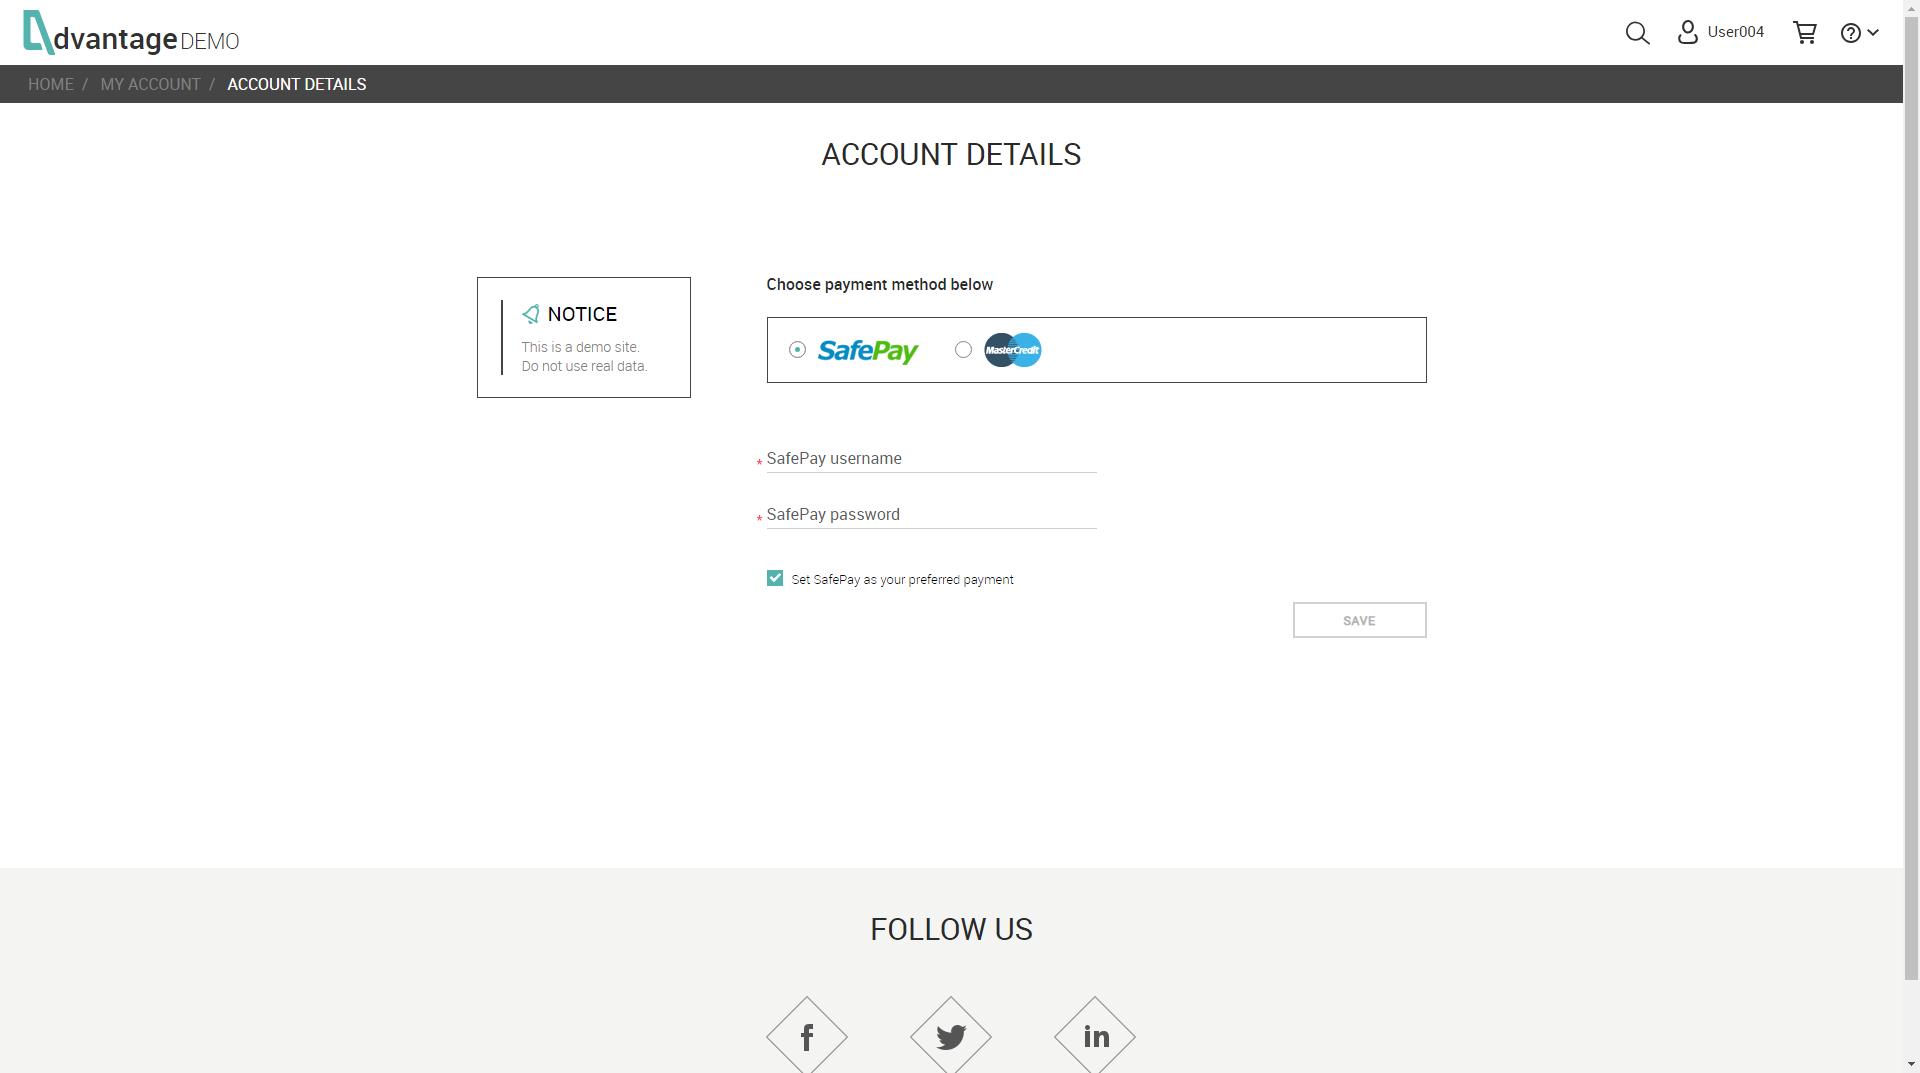 dvantage DEMO
User004
HOME / MY ACCOUNT / ACCOUNT DETAILS
ACCOUNT DETAILS
NOTICE
This is a demo site.
Do not use real data.
Choose payment method below
SafePay
MasterCredit
* SafePay username
* SafePay password
Set SafePay as your preferred payment
SAVE
FOLLOW US
f
in